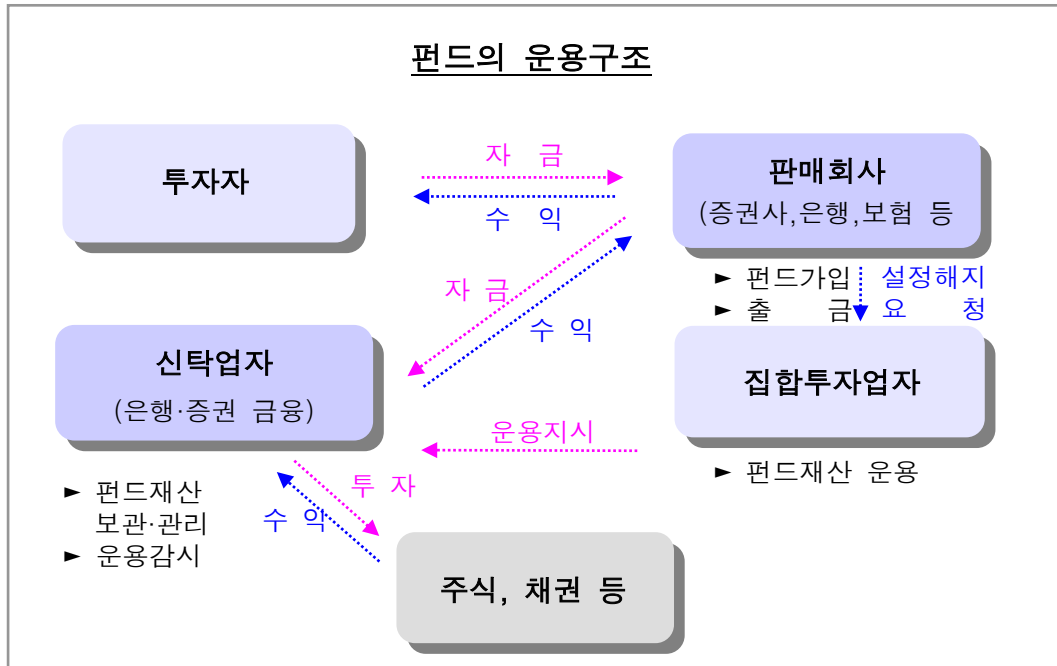 펀드의 운용구조
투자자
자 금
수 익
판매회사
(증권사,은행,보험 등
► 펀드가입
► 출 금
설정해지
요 청
자 금
수 익
신탁업자
(은행·증권 금융)
집합투자업자
운용지시
► 펀드재산 운용
► 펀드재산
보관·관리
► 운용감시
투 자
수 익
주식, 채권 등